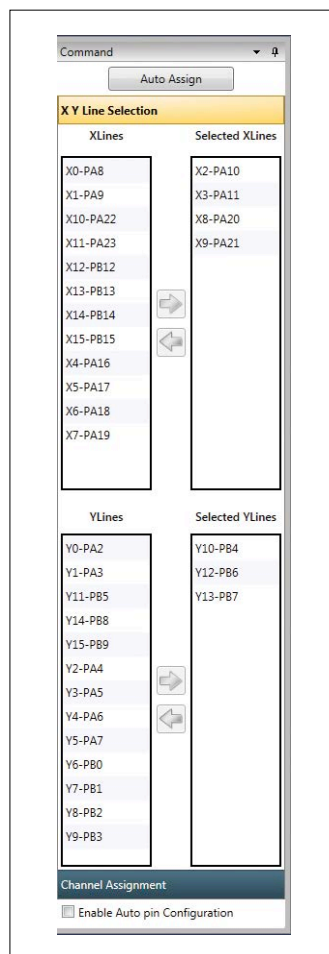 Command
Auto Assign
X Y Line Selection
XLines
Selected XLines
X0-PA8
X1-PA9
X10-PA22
X11-PA23
X12-PB12
X13-PB13
X14-PB14
X15-PB15
X4-PA16
X5-PA17
X6-PA18
X7-PA19
X2-PA10
X3-PA11
X8-PA20
X9-PA21
YLines
Selected YLines
Y0-PA2
Y1-PA3
Y11-PB5
Y14-PB8
Y15-PB9
Y2-PA4
Y3-PA5
Y4-PA6
Y5-PA7
Y6-PB0
Y7-PB1
Y8-PB2
Y9-PB3
Y10-PB4
Y12-PB6
Y13-PB7
Channel Assignment
Enable Auto pin Configuration